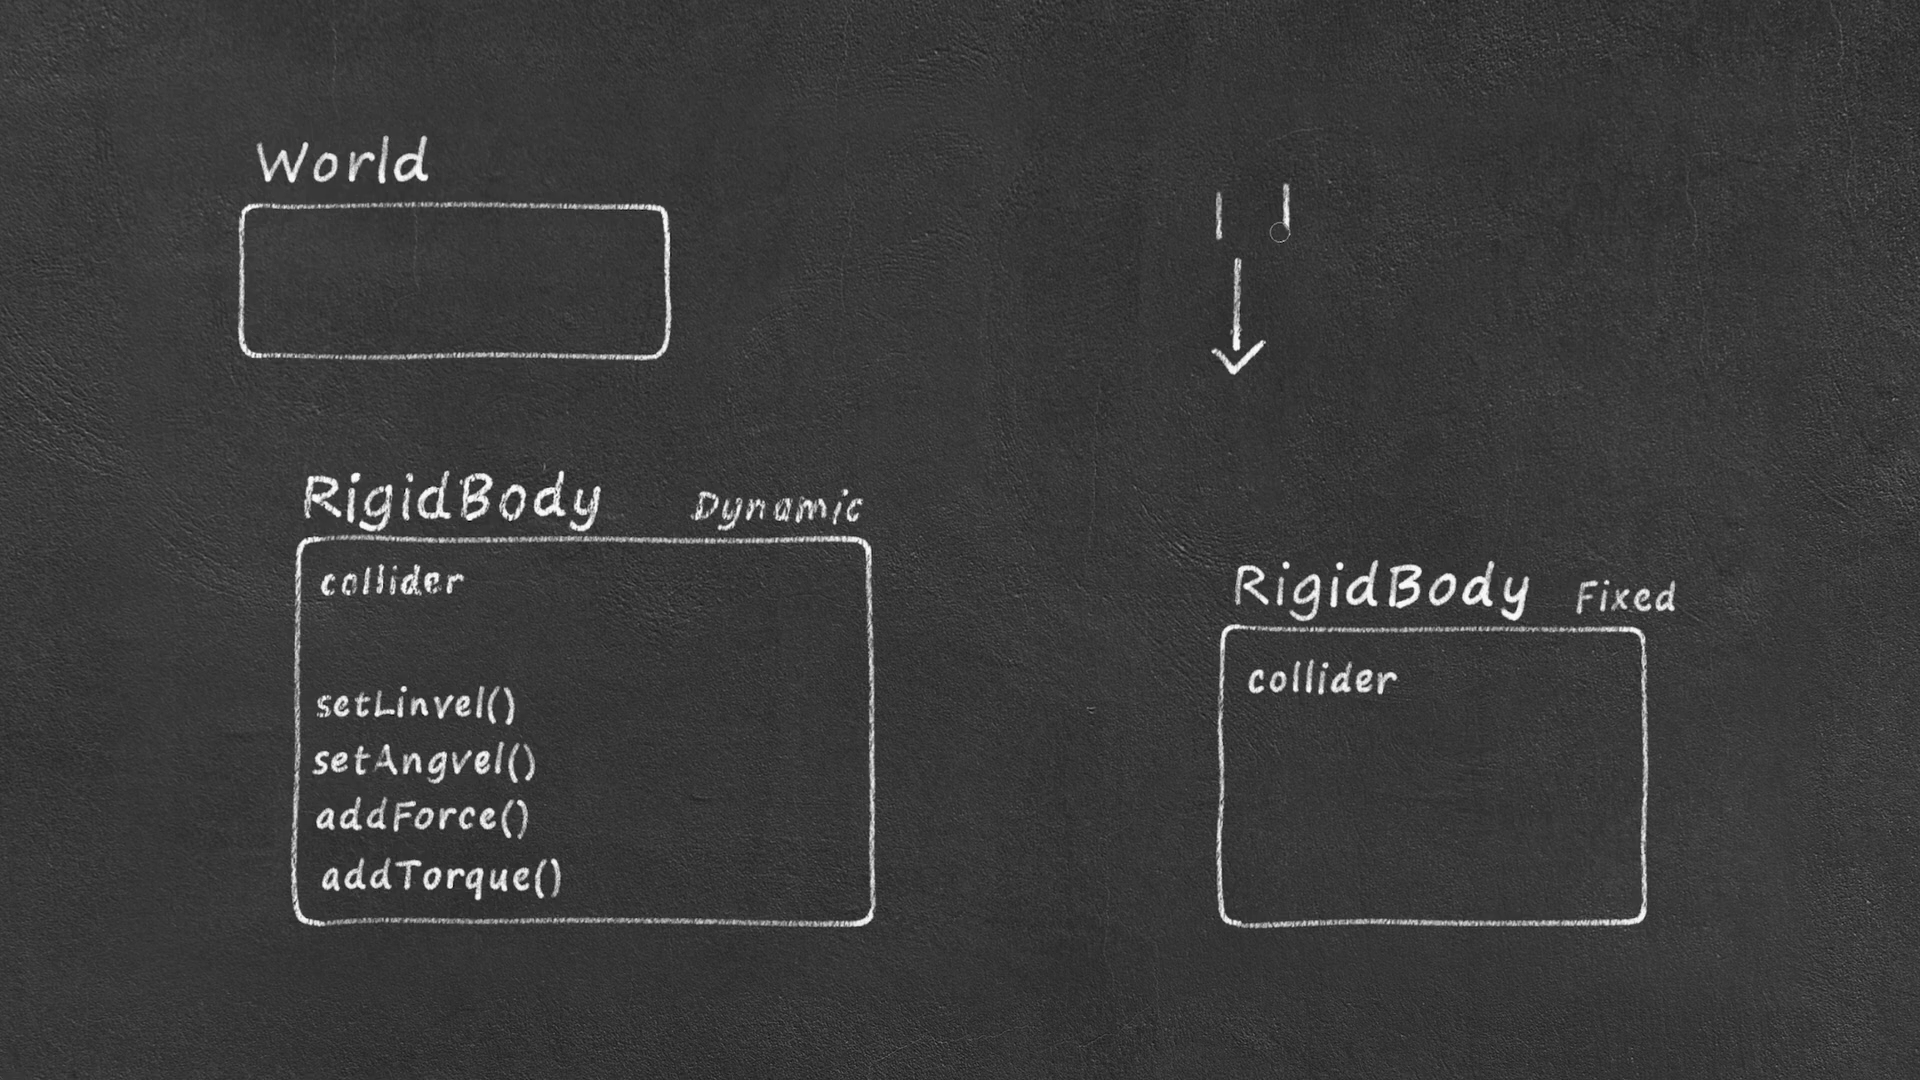 World
RigidBody Dynamic
collider
setLinvel()
setAngvel()
addForce()
addTorque()
RigidBody Fixed
collider